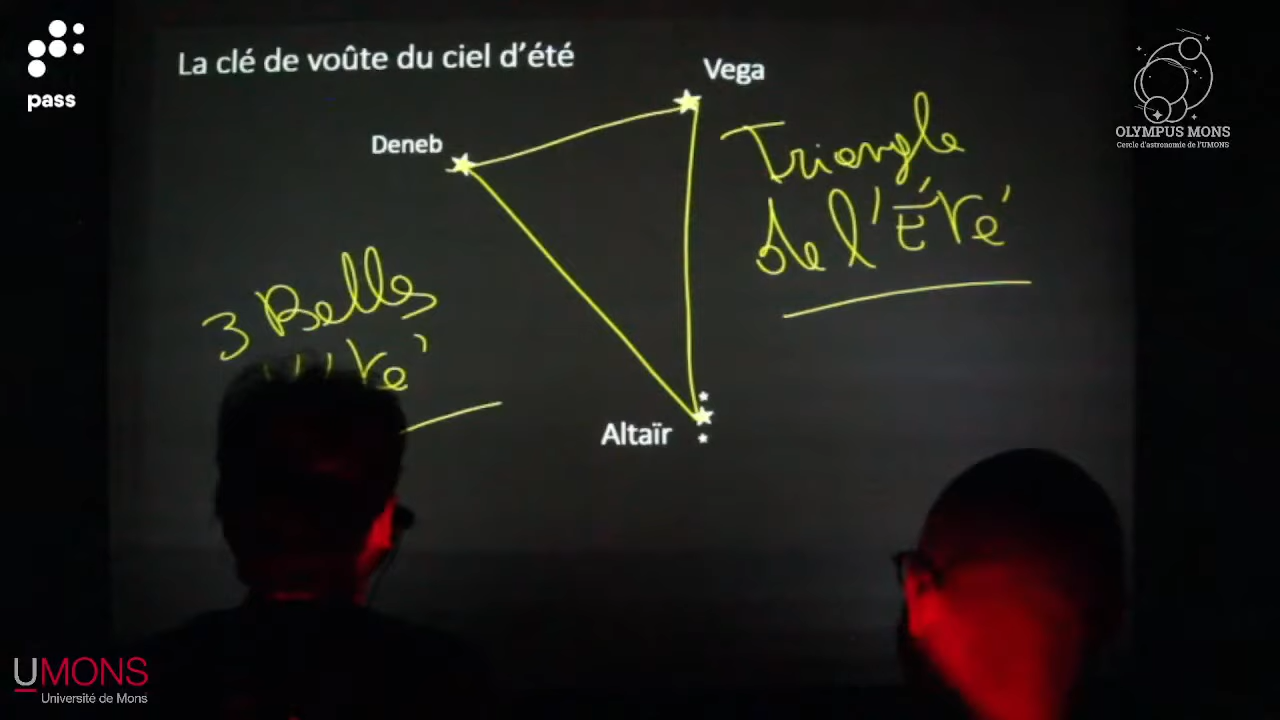 pass
La clé de voûte du ciel d'été
Vega
OLYMPUS MONS
Cercle d'astronomie de l'UMONS
Deneb
Triangle
de l'Été
3 Belles
Altaïr
UMONS
Université de Mons